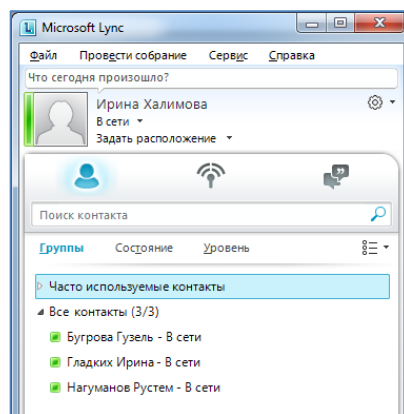 Microsoft Lync
Файл Провести собрание Сервис Справка
Что сегодня произошло?
Ирина Халимова
В сети
Задать расположение
Поиск контакта
Группы Состояние Уровень
Часто используемые контакты
Все контакты (3/3)
Бугрова Гузель - В сети
Гладких Ирина - В сети
Нагуманов Рустем - В сети